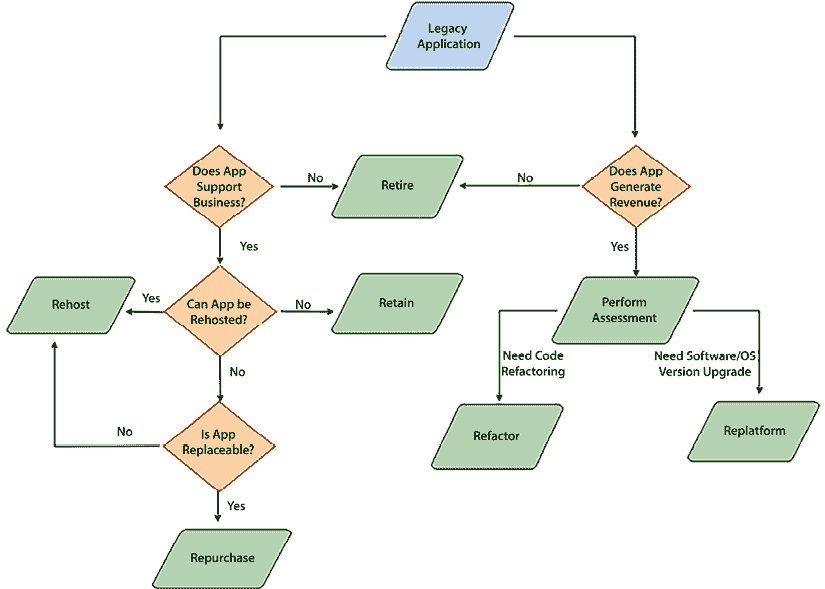 Legacy
Application
Does App
Support
Business?
No
Retire
No
Does App
Generate
Revenue?
Yes
Yes
Rehost
Yes
Can App be
Rehosted?
No
Retain
Perform
Assessment
Need Code
Refactoring
Need Software/OS
Version Upgrade
No
No
Is App
Replaceable?
Refactor
Replatform
Yes
Repurchase